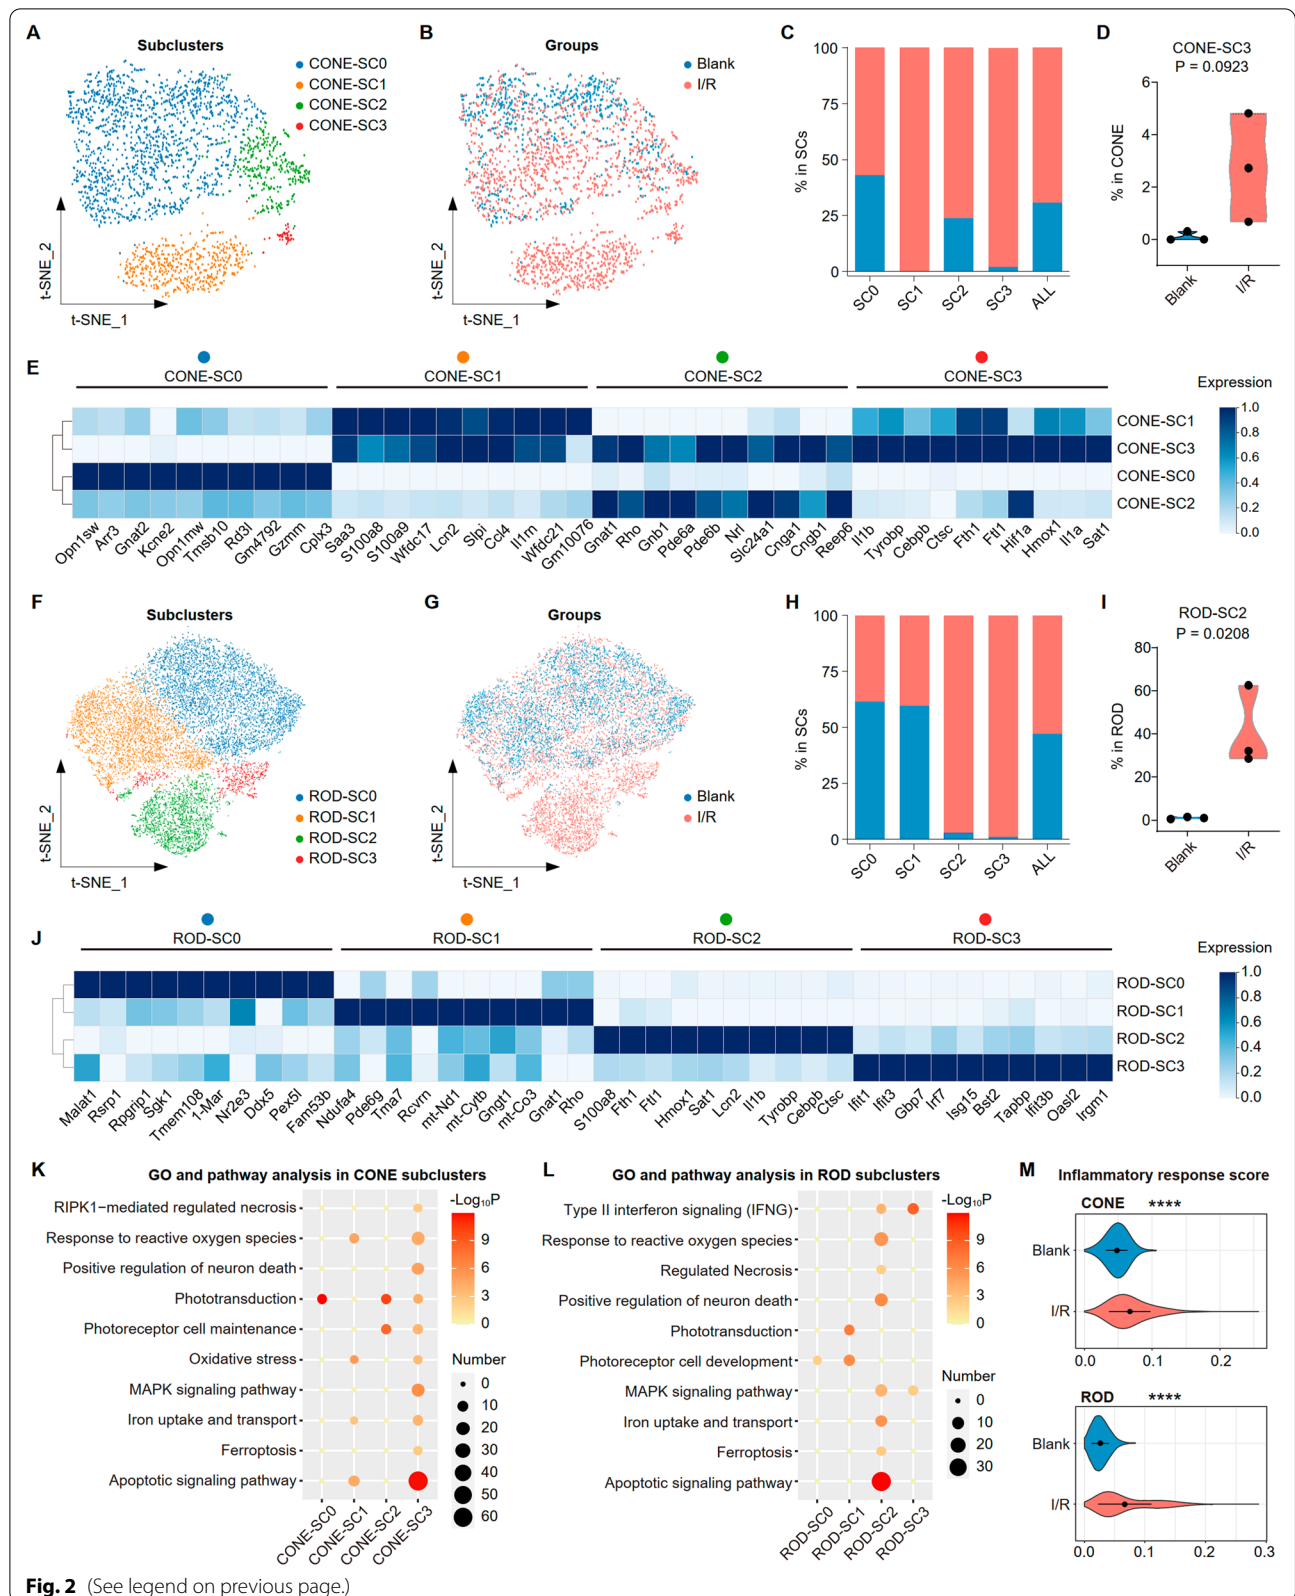 A
Subclusters
CONE-SC0
CONE-SC1
CONE-SC2
CONE-SC3
t-SNE_2
t-SNE_1
B
Groups
Blank
I/R
t-SNE_2
t-SNE_1
C
% in SCs
100
75
50
25
0
SC0
SC1
SC2
SC3
ALL
D
CONE-SC3
P = 0.0923
% in CONE
6
4
2
0
Blank
I/R
E
CONE-SC0
CONE-SC1
CONE-SC2
CONE-SC3
CONE-SC1
CONE-SC3
CONE-SC0
CONE-SC2
Expression
1.0
0.8
0.6
0.4
0.2
0.0
Opn1sw
Arr3
Gnat2
Kcne2
Opn1mw
Tmsb10
Rd3l
Gm4792
Gzmm
Cplx3
Saa3
S100a8
S100a9
Wfdc17
Lcn2
Slpi
Ccl4
Il1rn
Wfdc21
Gm10076
Gnat1
Rho
Gnb1
Pde6a
Pde6b
Nrl
Slc24a1
Cnga1
Cngb1
Reep6
Il1b
Tyrobp
Cebpb
Ctsc
Fth1
Ftl1
Hif1a
Hmox1
Il1a
Sat1
F
Subclusters
ROD-SC0
ROD-SC1
ROD-SC2
ROD-SC3
t-SNE_2
t-SNE_1
G
Groups
Blank
I/R
t-SNE_2
t-SNE_1
H
% in SCs
100
75
50
25
0
SC0
SC1
SC2
SC3
ALL
I
ROD-SC2
P = 0.0208
% in ROD
80
60
40
20
0
Blank
I/R
J
ROD-SC0
ROD-SC1
ROD-SC2
ROD-SC3
ROD-SC0
ROD-SC1
ROD-SC2
ROD-SC3
Expression
1.0
0.8
0.6
0.4
0.2
0.0
Malat1
Rsrp1
Rpgrip1
Sgk1
Tmem108
1-Mar
Nr2e3
Ddx5
Pex5l
Fam53b
Ndufa4
Pde6g
Tma7
Rcvrn
mt-Nd1
mt-Cytb
Gngt1
mt-Co3
Gnat1
Rho
S100a8
Fth1
Ftl1
Hmox1
Sat1
Lcn2
Il1b
Tyrobp
Cebpb
Ctsc
Ifit1
Ifit3
Gbp7
Irf7
Isg15
Bst2
Tapbp
Ifit3b
Oasl2
Irgm1
K
GO and pathway analysis in CONE subclusters
RIPK1−mediated regulated necrosis
Response to reactive oxygen species
Positive regulation of neuron death
Phototransduction
Photoreceptor cell maintenance
Oxidative stress
MAPK signaling pathway
Iron uptake and transport
Ferroptosis
Apoptotic signaling pathway
CONE-SC0
CONE-SC1
CONE-SC2
CONE-SC3
-Log₁₀P
9
6
3
0
Number
0
10
20
30
40
50
60
L
GO and pathway analysis in ROD subclusters
Type II interferon signaling (IFNG)
Response to reactive oxygen species
Regulated Necrosis
Positive regulation of neuron death
Phototransduction
Photoreceptor cell development
MAPK signaling pathway
Iron uptake and transport
Ferroptosis
Apoptotic signaling pathway
ROD-SC0
ROD-SC1
ROD-SC2
ROD-SC3
-Log₁₀P
9
6
3
0
Number
0
10
20
30
M
Inflammatory response score
CONE ****
Blank
I/R
0.0 0.1 0.2
ROD ****
Blank
I/R
0.0 0.1 0.2 0.3
Fig. 2 (See legend on previous page.)